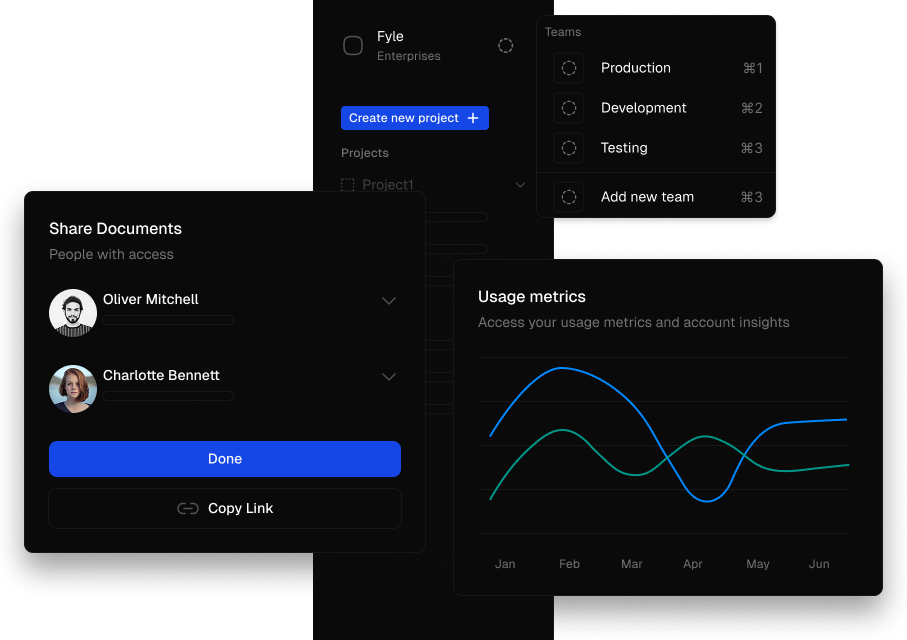 Fyle
Enterprises
Create new project
Projects
Project1
Teams
Production ⌘1
Development ⌘2
Testing ⌘3
Add new team ⌘3
Share Documents
People with access
Oliver Mitchell
Charlotte Bennett
Done
Copy Link
Usage metrics
Access your usage metrics and account insights
Jan Feb Mar Apr May Jun